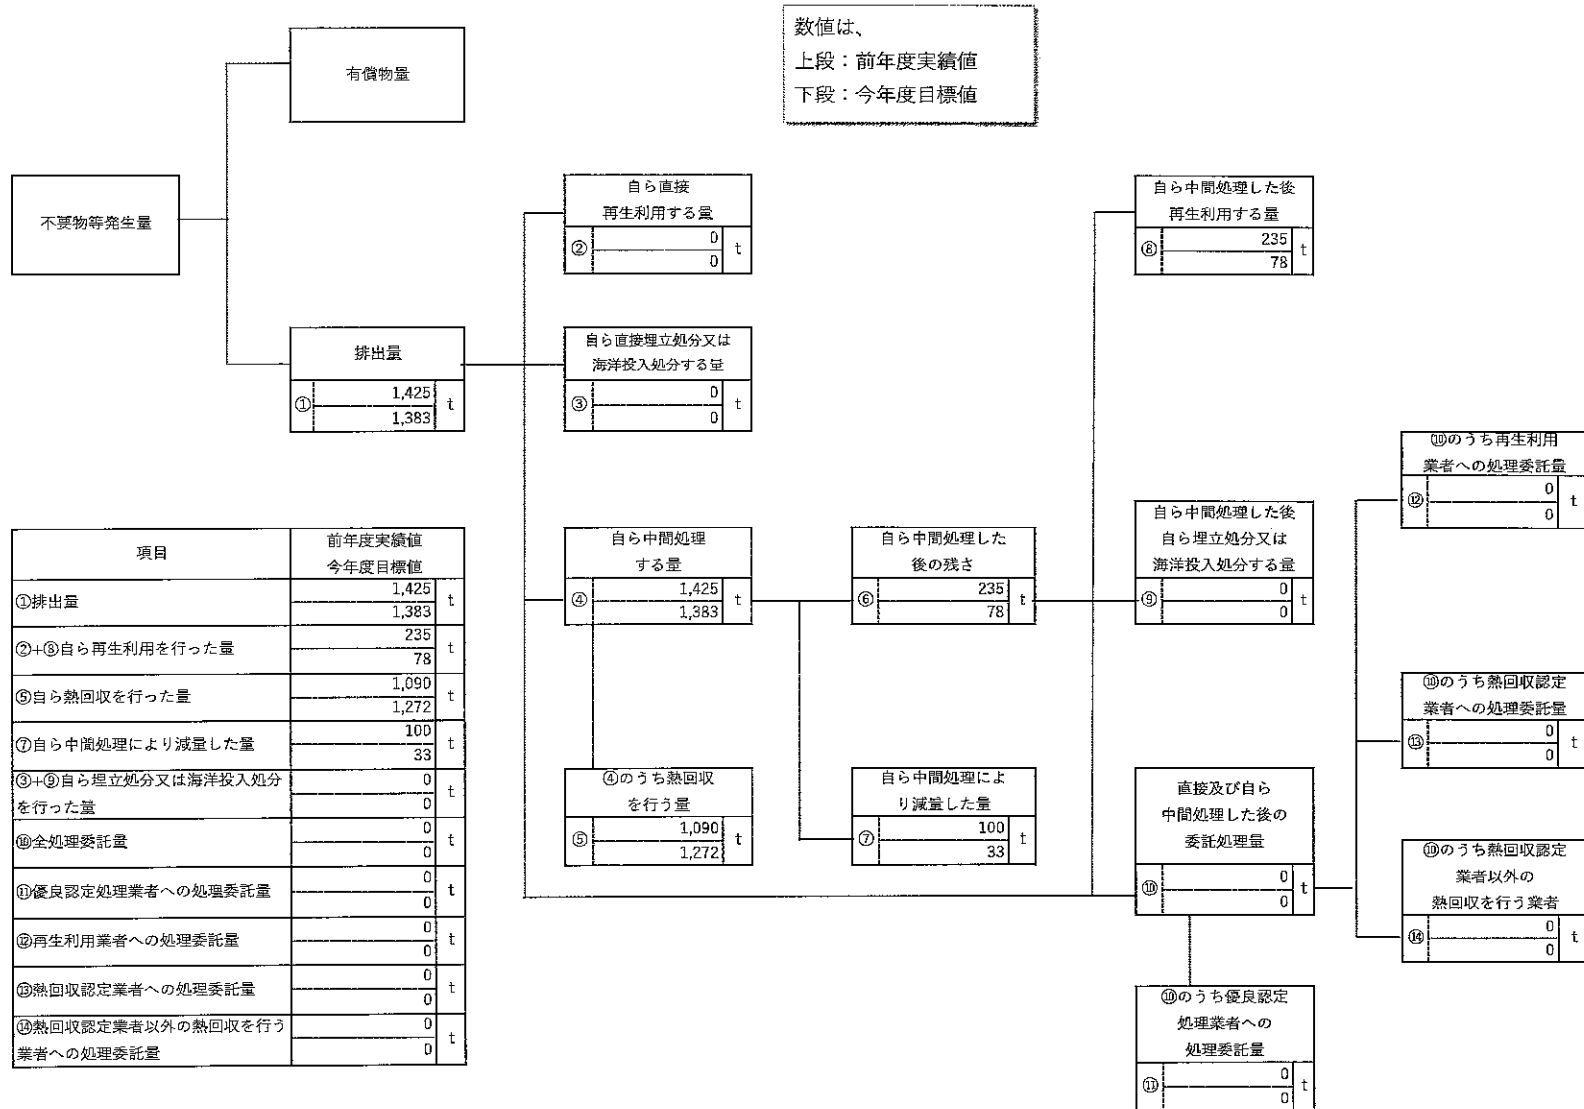 数値は、
上段：前年度実績値
下段：今年度目標値
有償物量
不要物等発生量
排出量
① 1,425 t
1,383
自ら直接
再生利用する量
② 0 t
0
自ら直接埋立処分又は
海洋投入処分する量
③ 0 t
0
自ら中間処理
する量
④ 1,425 t
1,383
④のうち熱回収
を行う量
⑤ 1,090 t
1,272
自ら中間処理した
後の残さ
⑥ 235 t
78
自ら中間処理によ
り減量した量
⑦ 100 t
33
自ら中間処理した後
再生利用する量
⑧ 235 t
78
自ら中間処理した後
自ら埋立処分又は
海洋投入処分する量
⑨ 0 t
0
直接及び自ら
中間処理した後の
委託処理量
⑩ 0 t
0
⑩のうち優良認定
処理業者への
処理委託量
⑪ 0 t
0
⑩のうち再生利用
業者への処理委託量
⑫ 0 t
0
⑩のうち熱回収認定
業者への処理委託量
⑬ 0 t
0
⑩のうち熱回収認定
業者以外の
熱回収を行う業者
⑭ 0 t
0
項目 前年度実績値
今年度目標値
①排出量 1,425 t
1,383
②+⑧自ら再生利用を行った量 235 t
78
⑤自ら熱回収を行った量 1,090 t
1,272
⑦自ら中間処理により減量した量 100 t
33
③+⑨自ら埋立処分又は海洋投入処分 0 t
を行った量 0
⑩全処理委託量 0 t
0
⑪優良認定処理業者への処理委託量 0 t
0
⑫再生利用業者への処理委託量 0 t
0
⑬熱回収認定業者への処理委託量 0 t
0
⑭熱回収認定業者以外の熱回収を行う 0 t
業者への処理委託量 0